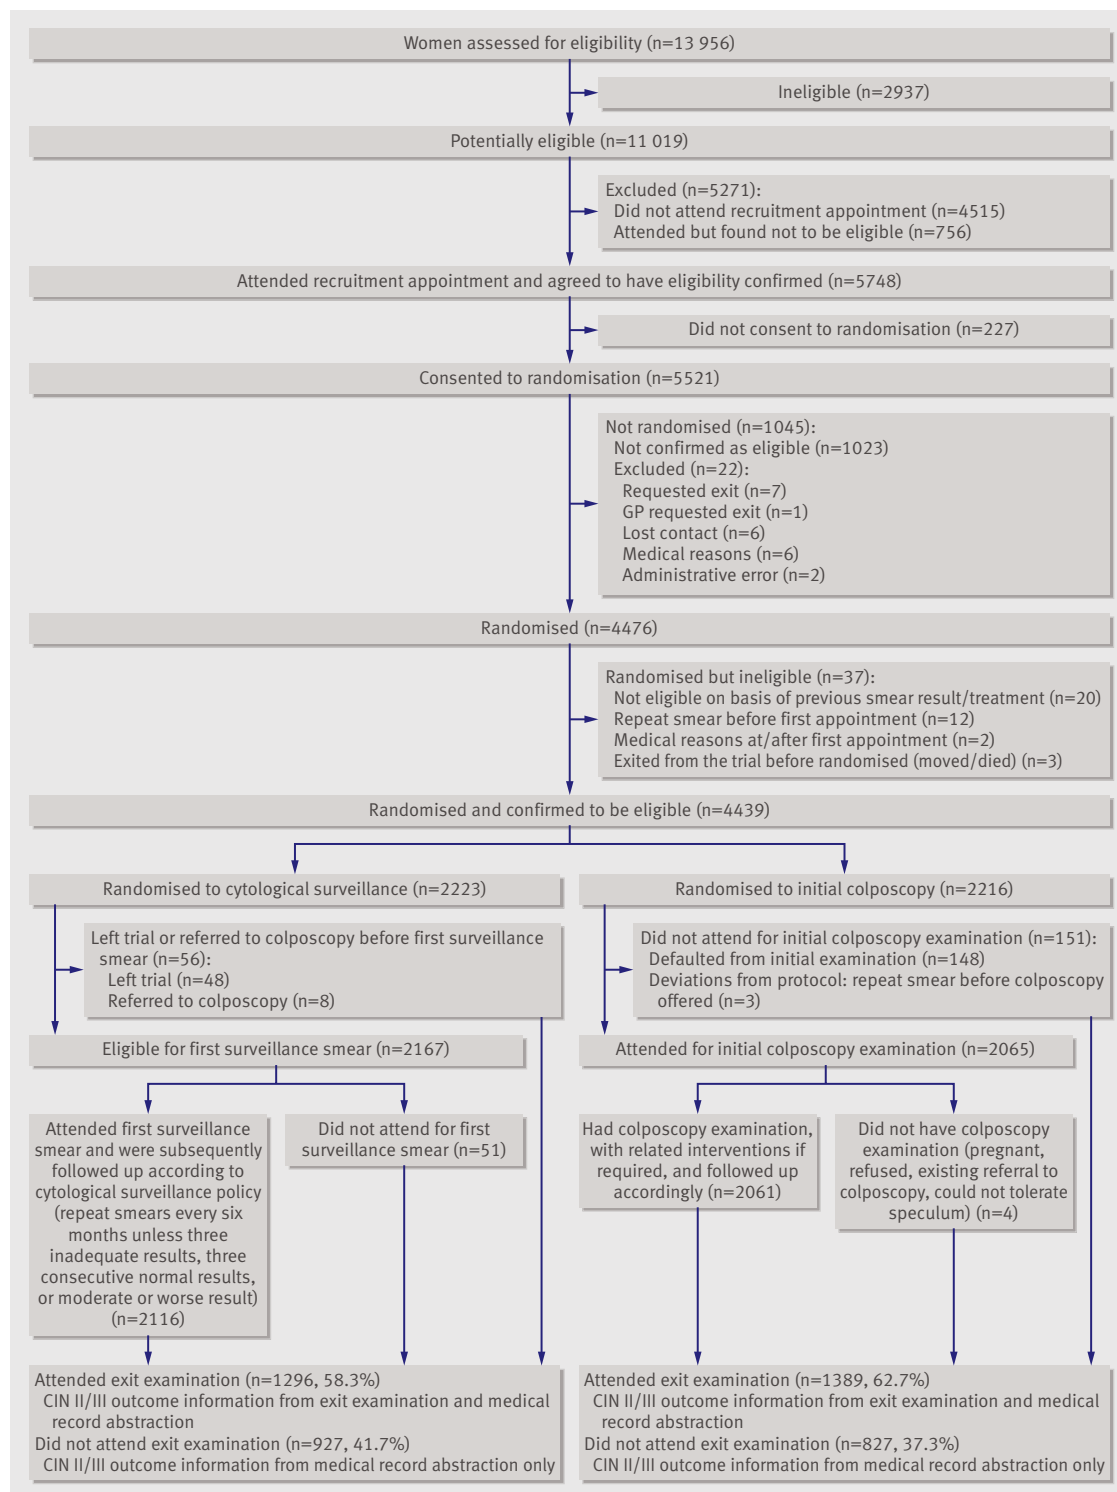 Women assessed for eligibility (n=13 956)
Ineligible (n=2937)
Potentially eligible (n=11 019)
Excluded (n=5271):
Did not attend recruitment appointment (n=4515)
Attended but found not to be eligible (n=756)
Attended recruitment appointment and agreed to have eligibility confirmed (n=5748)
Did not consent to randomisation (n=227)
Consented to randomisation (n=5521)
Not randomised (n=1045):
Not confirmed as eligible (n=1023)
Excluded (n=22):
Requested exit (n=7)
GP requested exit (n=1)
Lost contact (n=6)
Medical reasons (n=6)
Administrative error (n=2)
Randomised (n=4476)
Randomised but ineligible (n=37):
Not eligible on basis of previous smear result/treatment (n=20)
Repeat smear before first appointment (n=12)
Medical reasons at/after first appointment (n=2)
Exited from the trial before randomised (moved/died) (n=3)
Randomised and confirmed to be eligible (n=4439)
Randomised to cytological surveillance (n=2223)
Left trial or referred to colposcopy before first surveillance
smear (n=56):
Left trial (n=48)
Referred to colposcopy (n=8)
Eligible for first surveillance smear (n=2167)
Attended first surveillance
smear and were subsequently
followed up according to
cytological surveillance policy
(repeat smears every six
months unless three
inadequate results, three
consecutive normal results,
or moderate or worse result)
(n=2116)
Did not attend for first
surveillance smear (n=51)
Attended exit examination (n=1296, 58.3%)
CIN II/III outcome information from exit examination and medical
record abstraction
Did not attend exit examination (n=927, 41.7%)
CIN II/III outcome information from medical record abstraction only
Randomised to initial colposcopy (n=2216)
Did not attend for initial colposcopy examination (n=151):
Defaulted from initial examination (n=148)
Deviations from protocol: repeat smear before colposcopy
offered (n=3)
Attended for initial colposcopy examination (n=2065)
Had colposcopy examination,
with related interventions if
required, and followed up
accordingly (n=2061)
Did not have colposcopy
examination (pregnant,
refused, existing referral to
colposcopy, could not tolerate
speculum) (n=4)
Attended exit examination (n=1389, 62.7%)
CIN II/III outcome information from exit examination and medical
record abstraction
Did not attend exit examination (n=827, 37.3%)
CIN II/III outcome information from medical record abstraction only